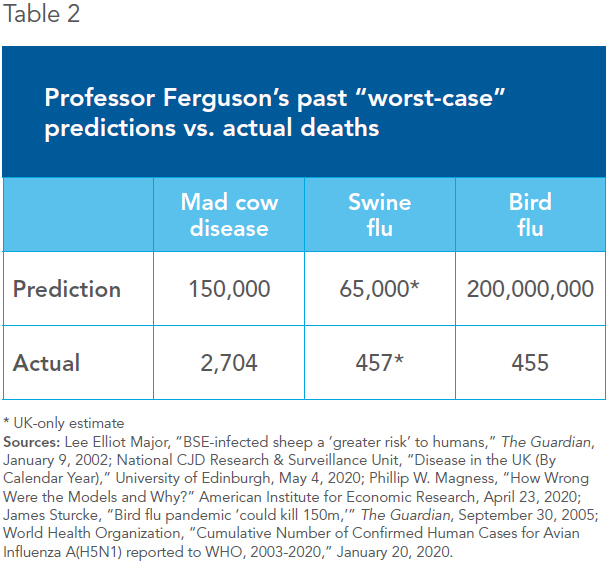 Table 2
Professor Ferguson’s past “worst-case”
predictions vs. actual deaths
Mad cow
disease
Swine
flu
Bird
flu
Prediction 150,000 65,000* 200,000,000
Actual 2,704 457* 455
* UK-only estimate
Sources: Lee Elliot Major, “BSE-infected sheep a ‘greater risk’ to humans,” The Guardian,
January 9, 2002; National CJD Research & Surveillance Unit, “Disease in the UK (By
Calendar Year),“ University of Edinburgh, May 4, 2020; Phillip W. Magness, “How Wrong
Were the Models and Why?” American Institute for Economic Research, April 23, 2020;
James Sturcke, “Bird flu pandemic ‘could kill 150m,’” The Guardian, September 30, 2005;
World Health Organization, “Cumulative Number of Confirmed Human Cases for Avian
Influenza A(H5N1) reported to WHO, 2003-2020,” January 20, 2020.